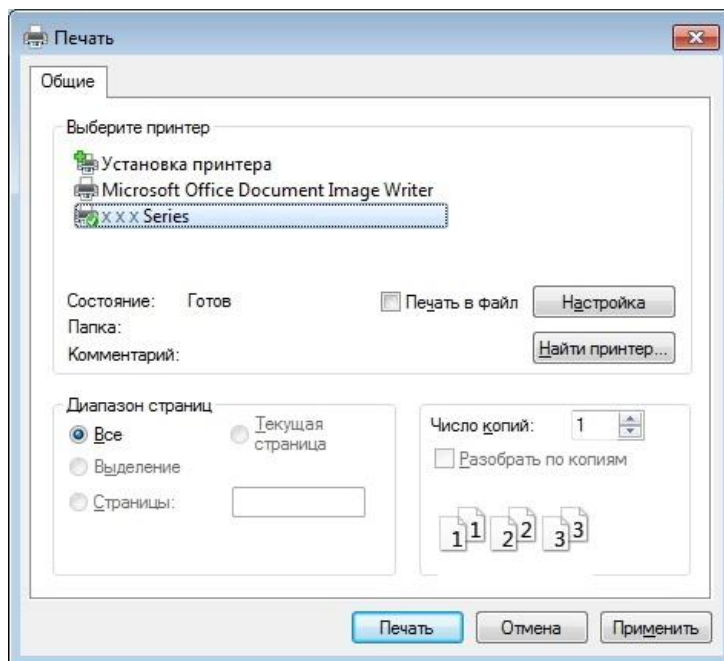 Печать
Общие
Выберите принтер
Установка принтера
Microsoft Office Document Image Writer
x x x Series
Состояние: Готов
Печать в файл
Настройка
Папка:
Комментарий:
Найти принтер...
Диапазон страниц
Все
Текущая
страница
Выделение
Страницы:
Число копий: 1
Разобрать по копиям
1 1 2 2 3 3
Печать
Отмена
Применить